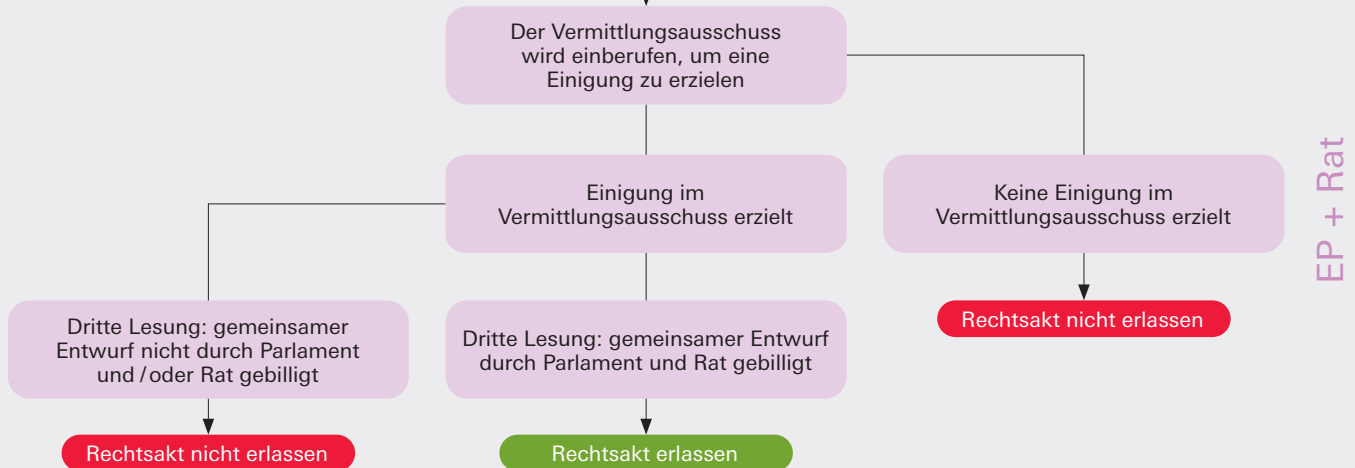 Der Vermittlungsausschuss
wird einberufen, um eine
Einigung zu erzielen
Einigung im
Vermittlungsausschuss erzielt
Keine Einigung im
Vermittlungsausschuss erzielt
EP + Rat
Dritte Lesung: gemeinsamer
Entwurf nicht durch Parlament
und / oder Rat gebilligt
Dritte Lesung: gemeinsamer Entwurf
durch Parlament und Rat gebilligt
Rechtsakt nicht erlassen
Rechtsakt nicht erlassen
Rechtsakt erlassen